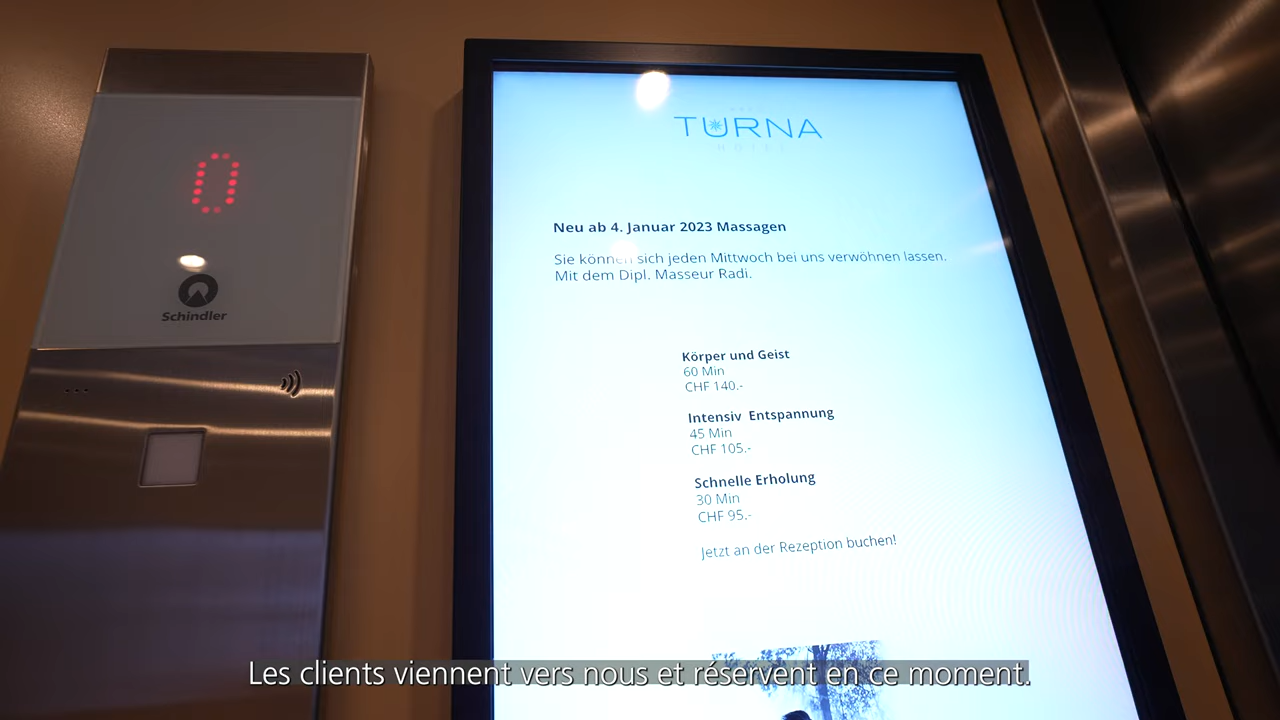 0
Schindler
TURNA
HOTEL
Neu ab 4. Januar 2023 Massagen
Sie können sich jeden Mittwoch bei uns verwöhnen lassen.
Mit dem Dipl. Masseur Radi.
Körper und Geist
60 Min
CHF 140.-
Intensiv Entspannung
45 Min
CHF 105.-
Schnelle Erholung
30 Min
CHF 95.-
Jetzt an der Rezeption buchen!
Les clients viennent vers nous et réservent en ce moment.